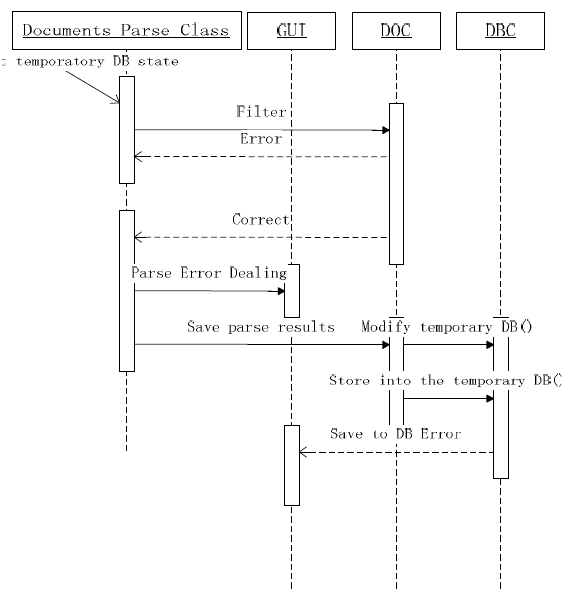 Documents Parse Class
GUI
DOC
DBC
temporatory DB state
Filter
Error
Correct
Parse Error Dealing
Save parse results
Modify temporary DB()
Store into the temporary DB()
Save to DB Error